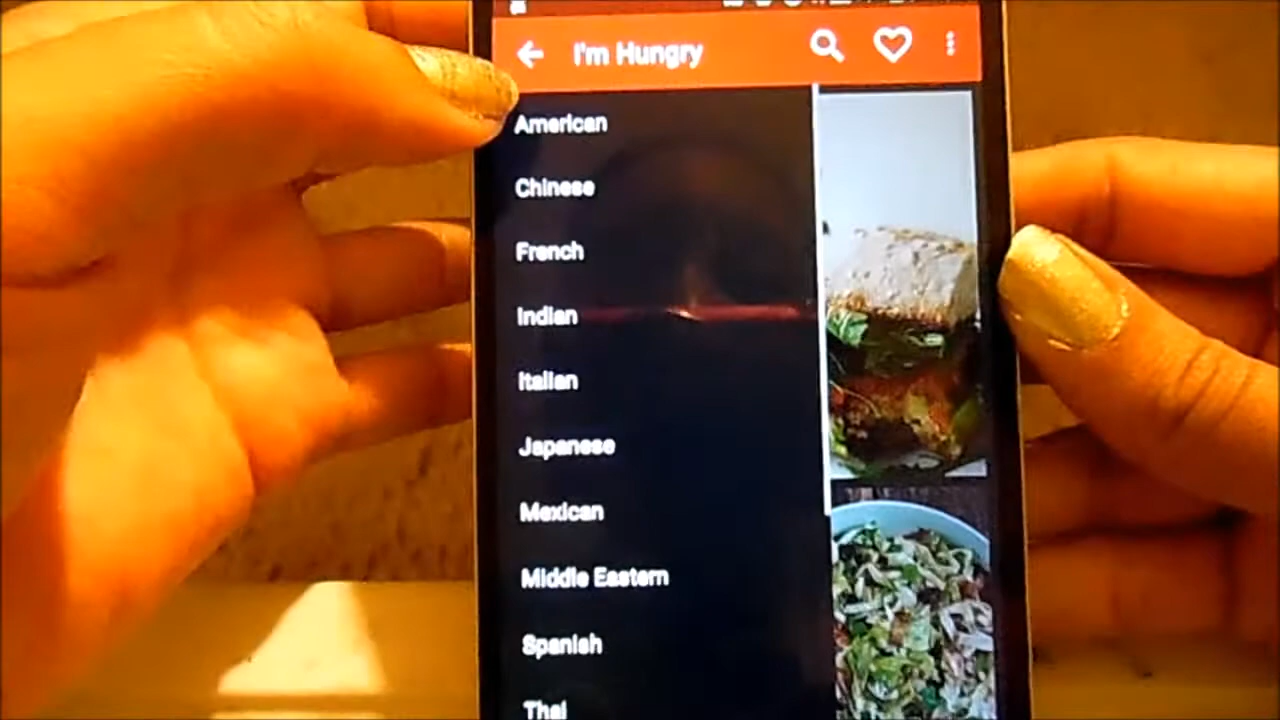 I'm Hungry
American
Chinese
French
Indian
Italian
Japanese
Mexican
Middle Eastern
Spanish
Thai